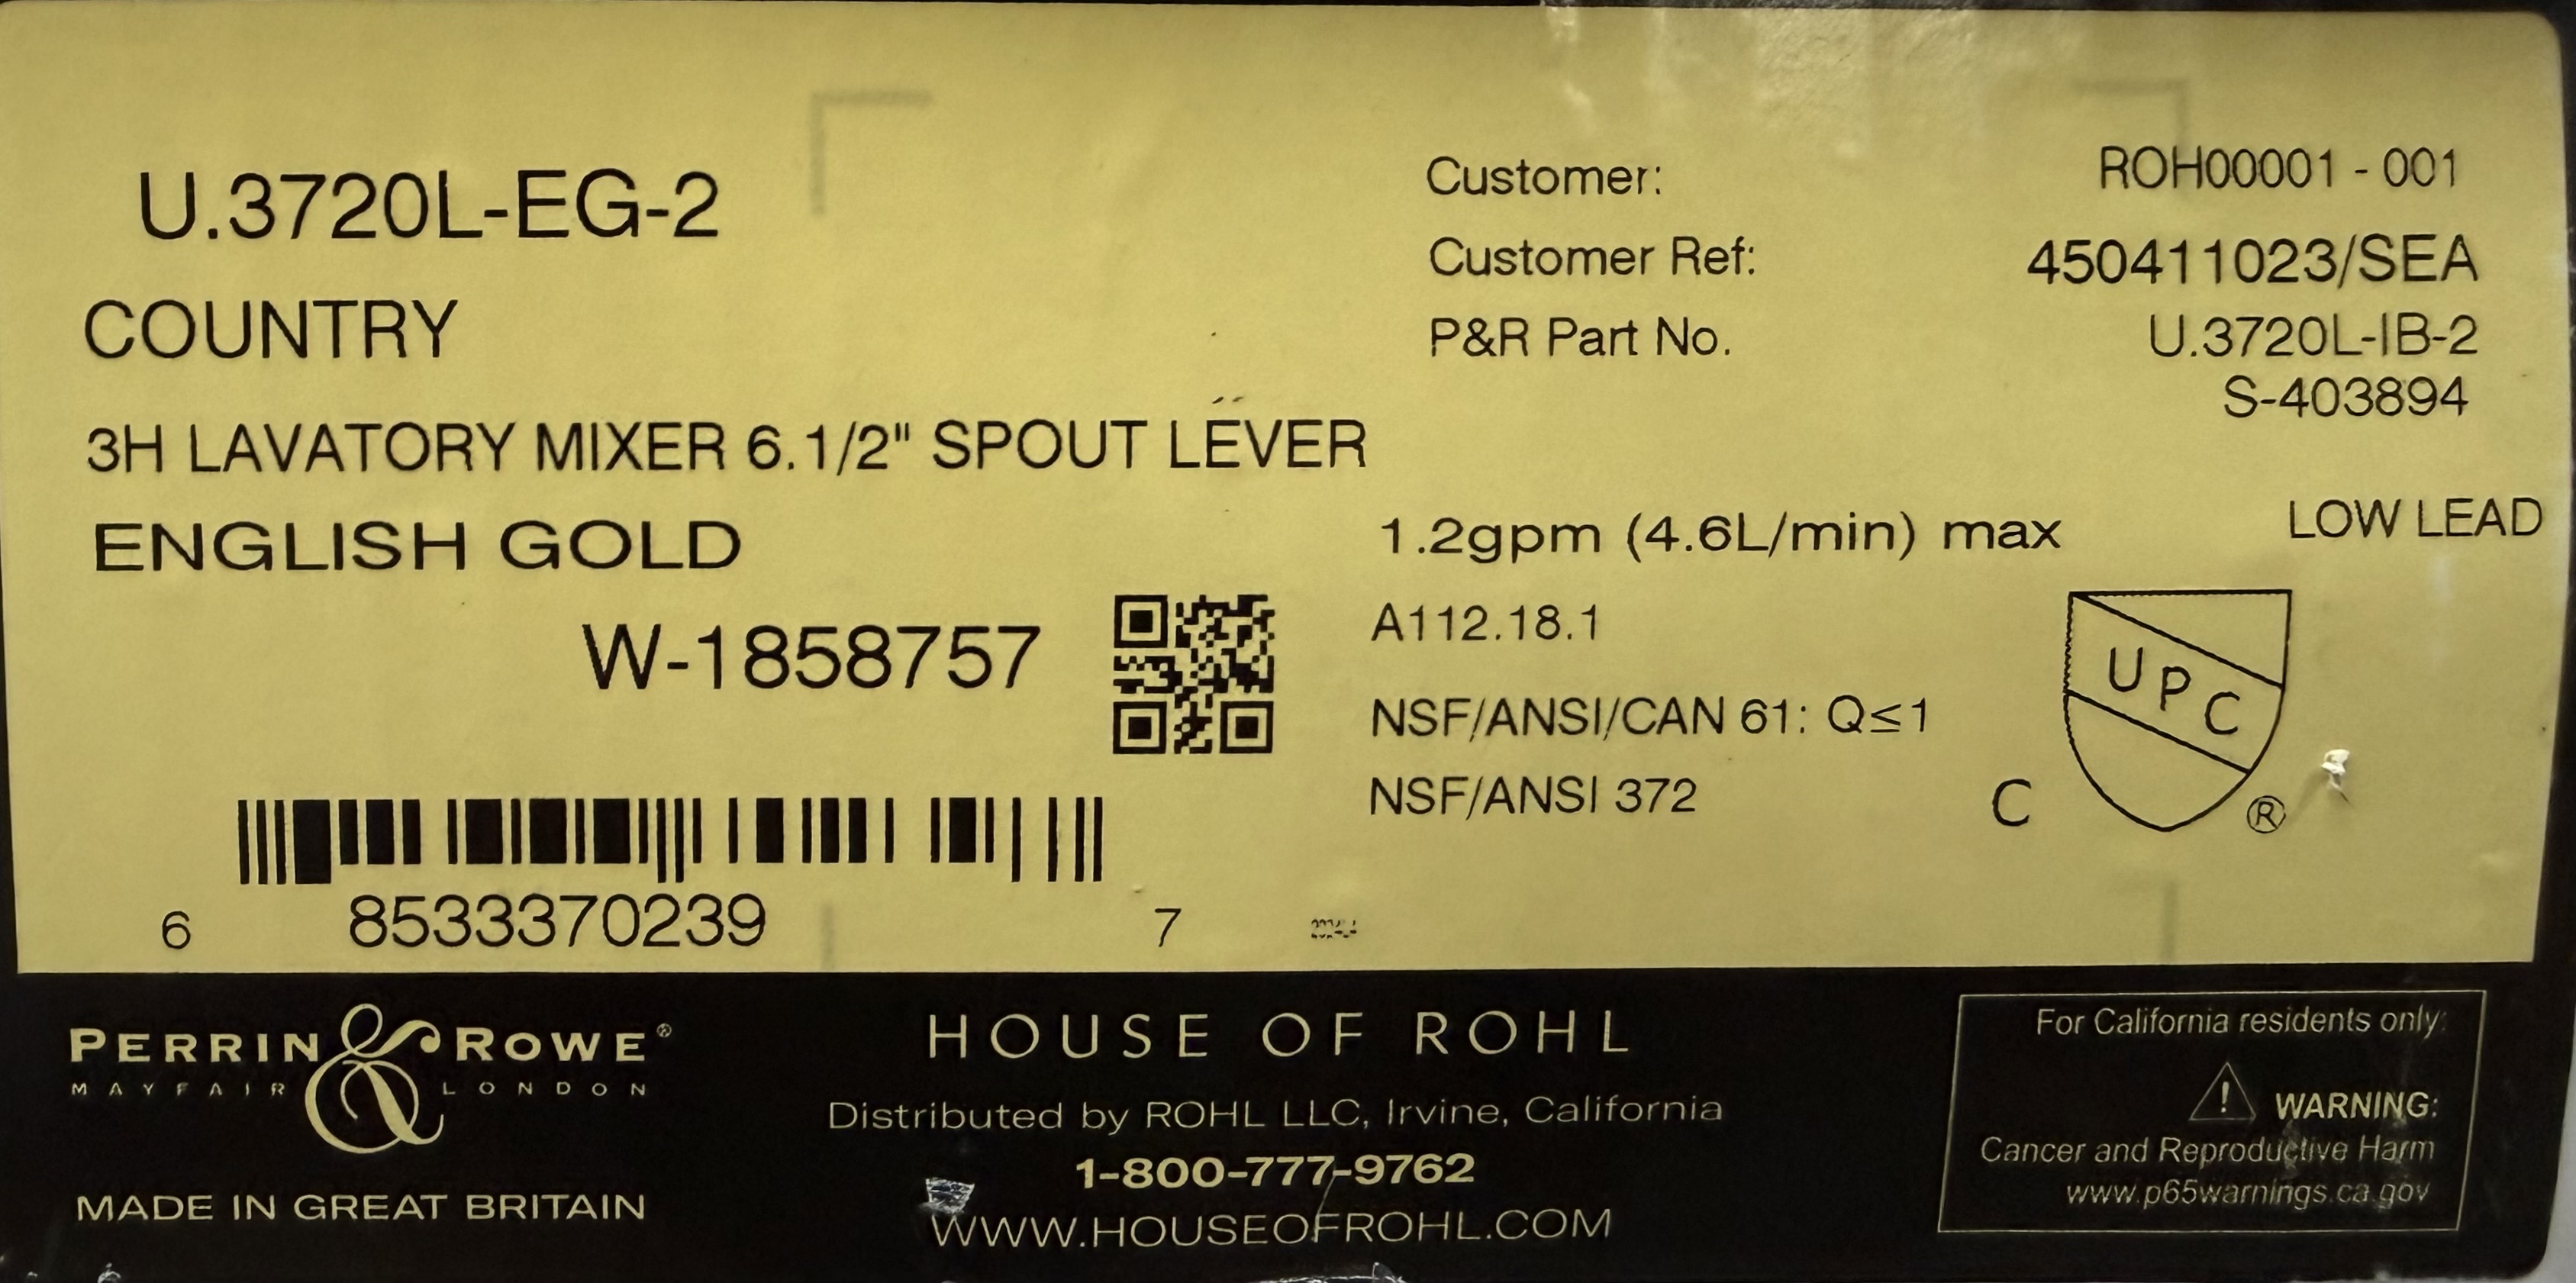 U.3720L-EG-2
COUNTRY
3H LAVATORY MIXER 6.1/2" SPOUT LEVER
ENGLISH GOLD
W-1858757
6 8533370239 7
Customer: ROH00001 - 001
Customer Ref: 450411023/SEA
P&R Part No. U.3720L-IB-2
S-403894
1.2gpm (4.6L/min) max LOW LEAD
A112.18.1
NSF/ANSI/CAN 61: Q≤1
NSF/ANSI 372
UPC
C ®
PERRIN & ROWE®
MAYFAIR LONDON
MADE IN GREAT BRITAIN
HOUSE OF ROHL
Distributed by ROHL LLC, Irvine, California
1-800-777-9762
WWW.HOUSEOFROHL.COM
For California residents only:
WARNING:
Cancer and Reproductive Harm
www.p65warnings.ca.gov